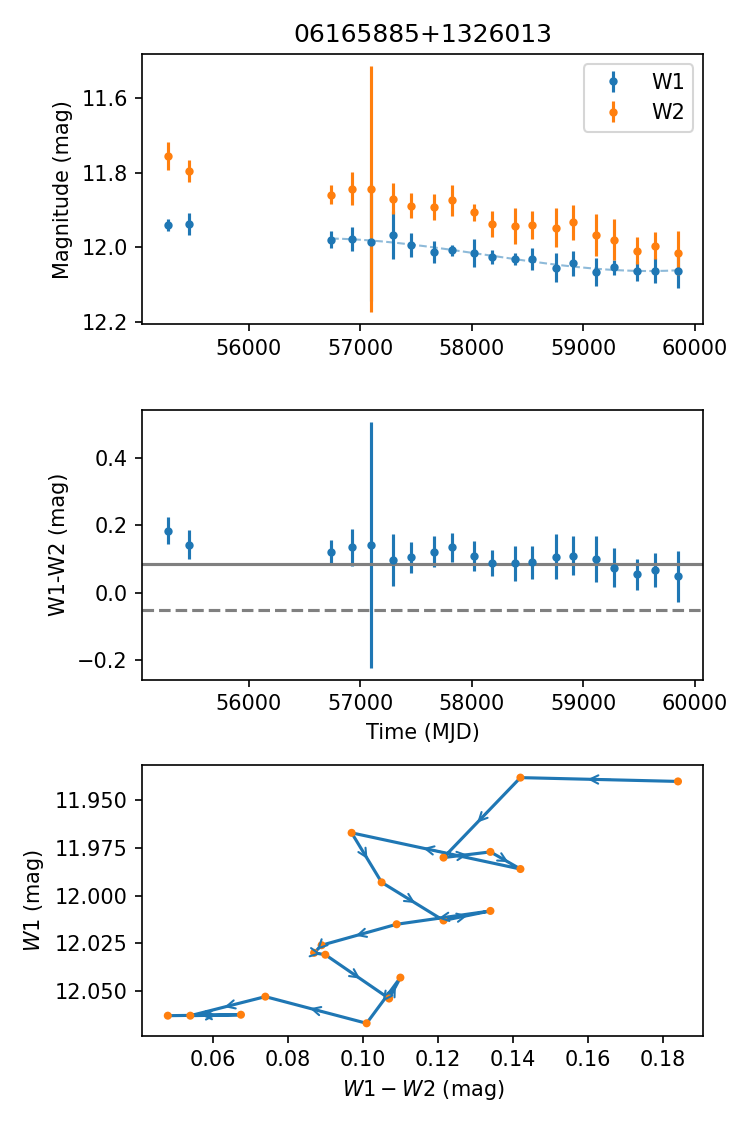 06165885+1326013
Magnitude (mag)
11.6
11.8
12.0
12.2
W1
W2
56000 57000 58000 59000 60000
W1-W2 (mag)
0.4
0.2
0.0
−0.2
56000 57000 58000 59000 60000
Time (MJD)
W1 (mag)
11.950
11.975
12.000
12.025
12.050
0.06 0.08 0.10 0.12 0.14 0.16 0.18
W1 − W2 (mag)